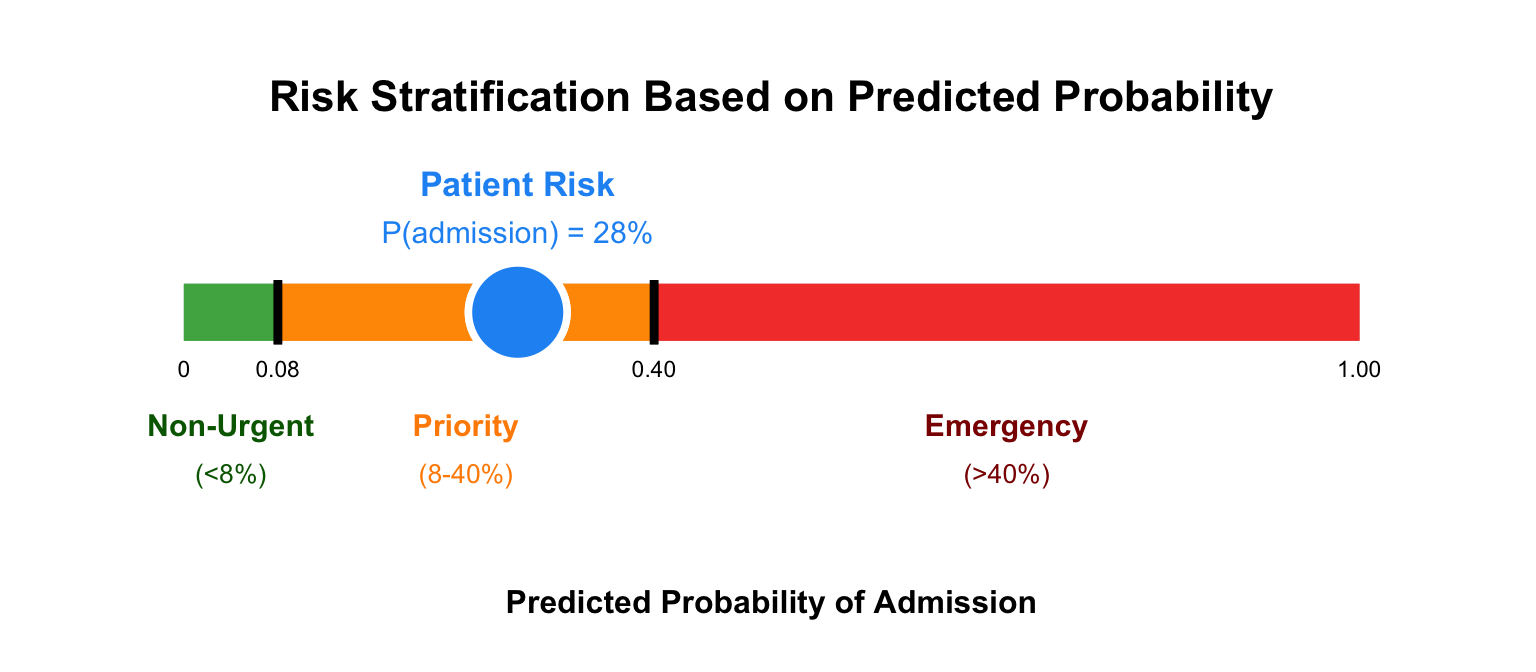 Risk Stratification Based on Predicted Probability
Patient Risk
P(admission) = 28%
0 0.08 0.40 1.00
Non-Urgent Priority Emergency
(<8%) (8-40%) (>40%)
Predicted Probability of Admission